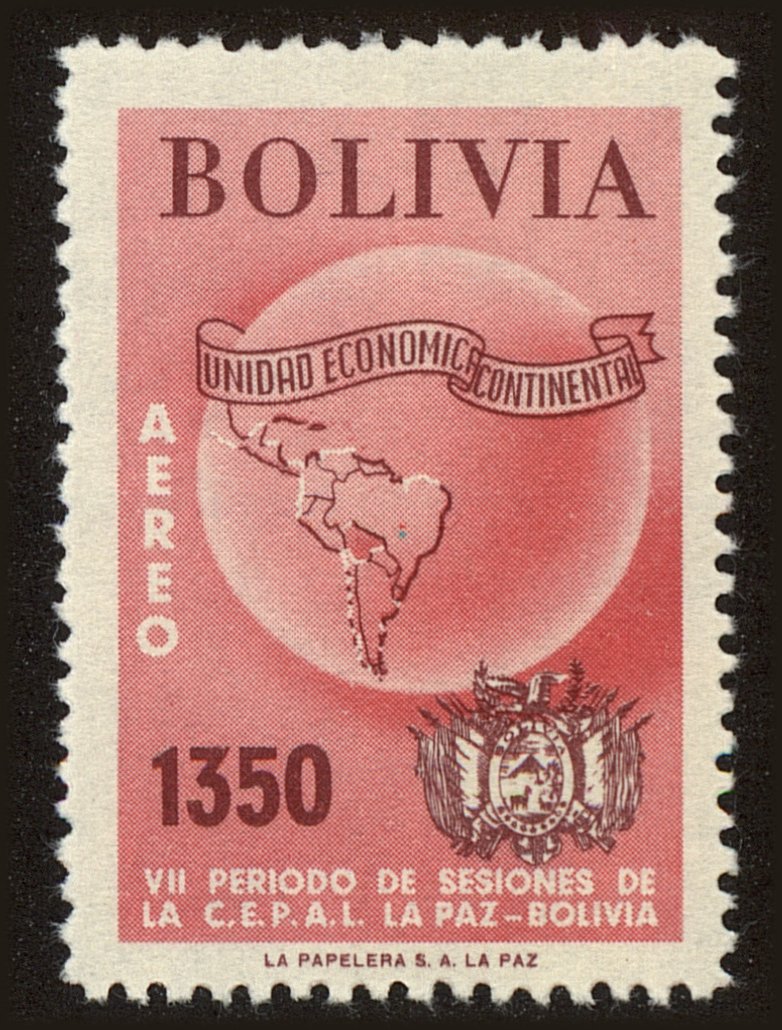 BOLIVIA
UNIDAD ECONOMICA CONTINENTAL
AEREO
1350
BOLIVIA
VII PERIODO DE SESIONES DE
LA C.E.P.A.L. LA PAZ-BOLIVIA
LA PAPELERA S. A. LA PAZ